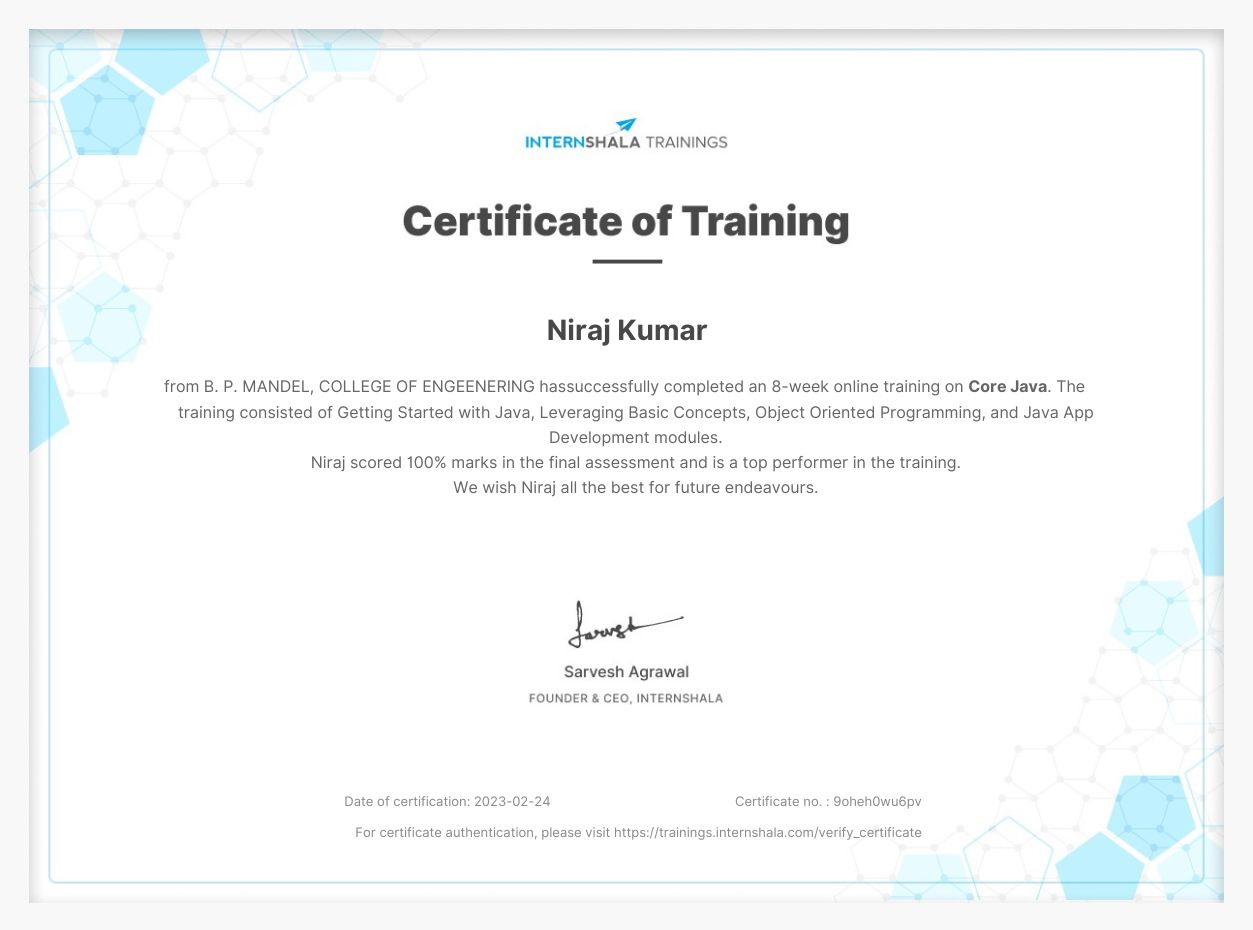 INTERNSHALA TRAININGS
Certificate of Training
Niraj Kumar
from B. P. MANDEL, COLLEGE OF ENGEENERING hassuccessfully completed an 8-week online training on Core Java. The
training consisted of Getting Started with Java, Leveraging Basic Concepts, Object Oriented Programming, and Java App
Development modules.
Niraj scored 100% marks in the final assessment and is a top performer in the training.
We wish Niraj all the best for future endeavours.
Sarvesh
Sarvesh Agrawal
FOUNDER & CEO, INTERNSHALA
Date of certification: 2023-02-24 Certificate no. : 9oheh0wu6pv
For certificate authentication, please visit https://trainings.internshala.com/verify_certificate